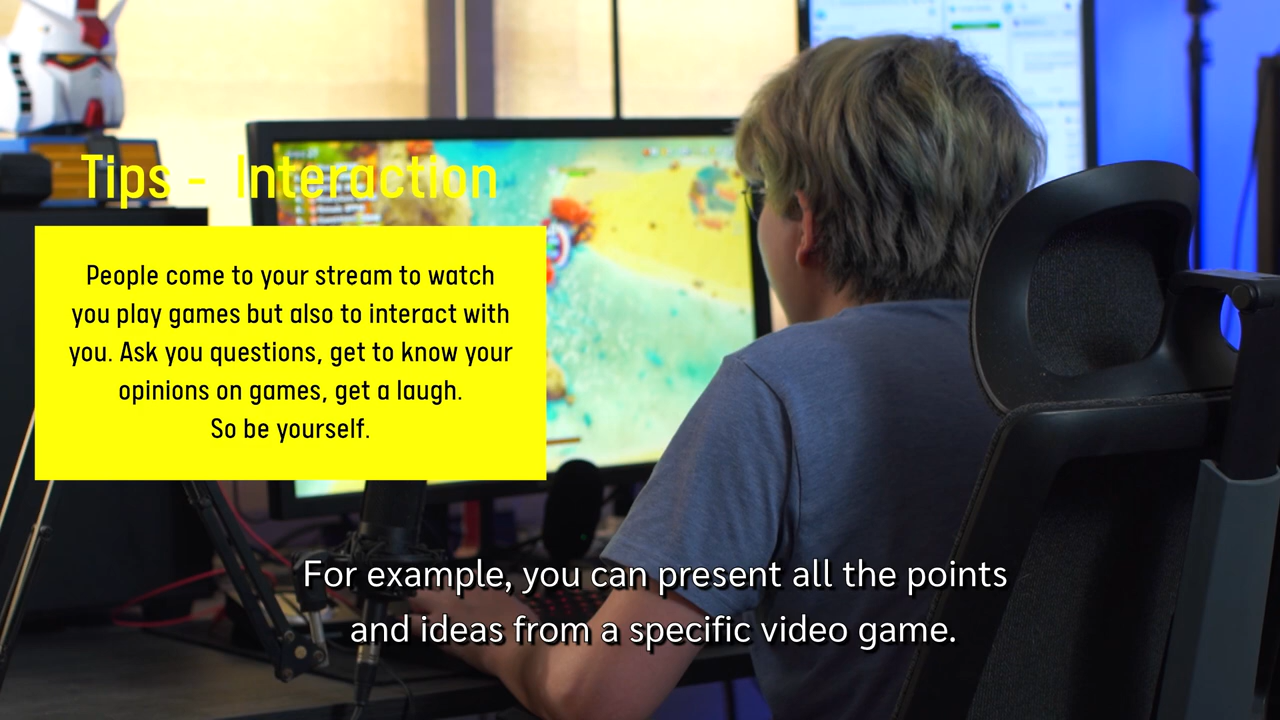 Tips - Interaction
People come to your stream to watch
you play games but also to interact with
you. Ask you questions, get to know your
opinions on games, get a laugh.
So be yourself.
For example, you can present all the points
and ideas from a specific video game.